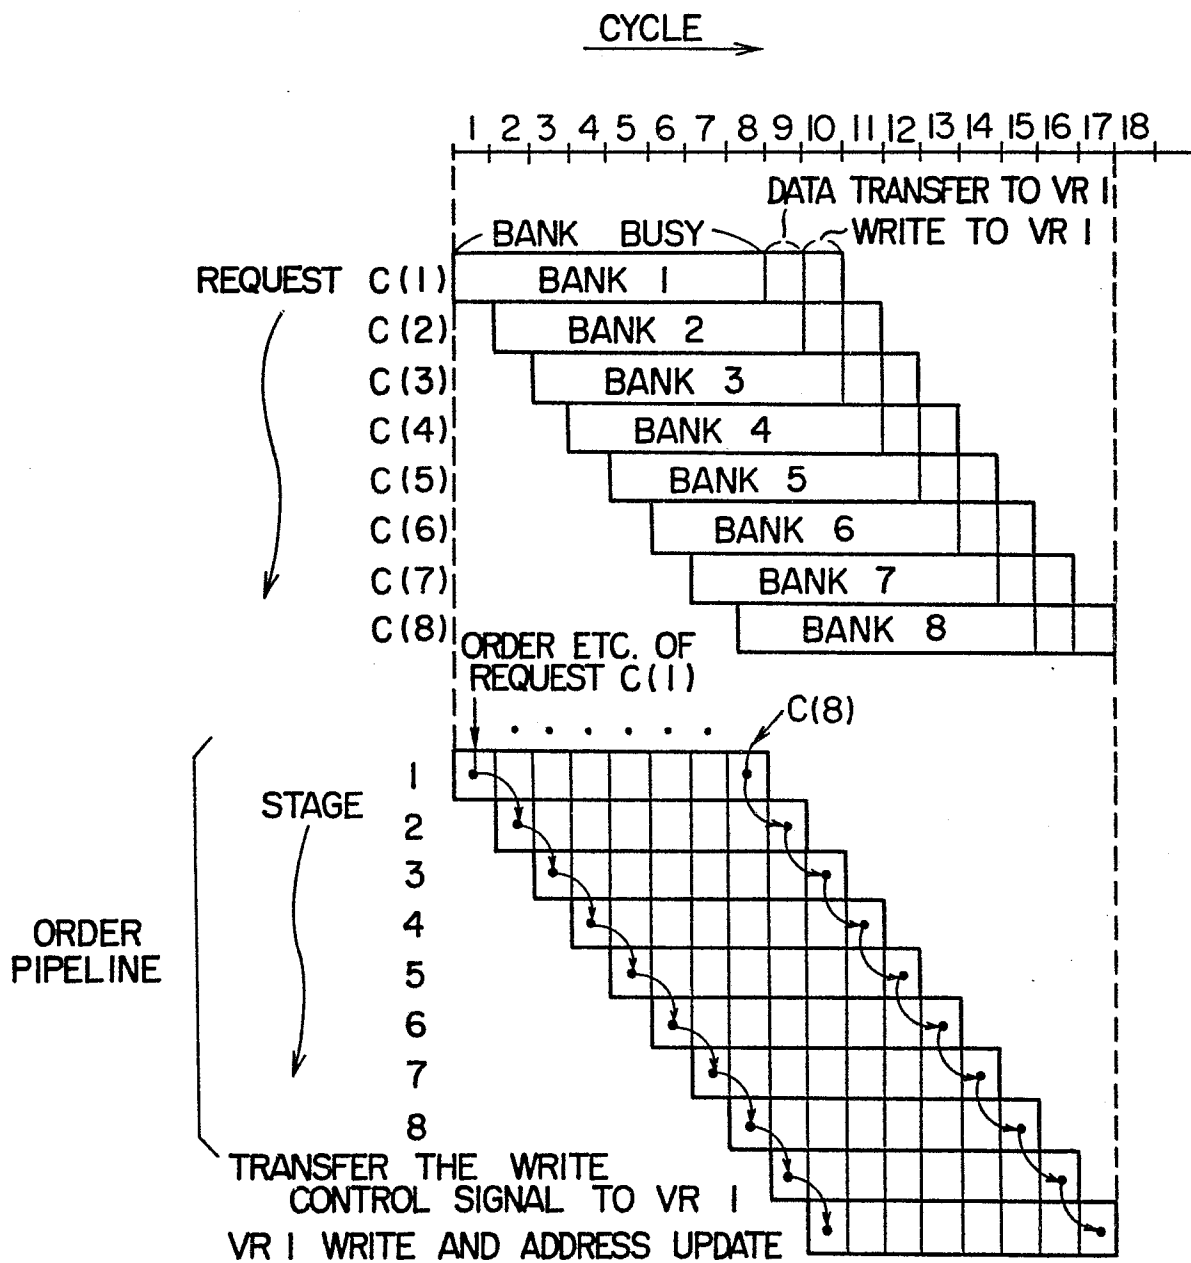 CYCLE
1 2 3 4 5 6 7 8 9 10 11 12 13 14 15 16 17 18
DATA TRANSFER TO VR 1
BANK BUSY
WRITE TO VR 1
REQUEST C(1) BANK 1
C(2) BANK 2
C(3) BANK 3
C(4) BANK 4
C(5) BANK 5
C(6) BANK 6
C(7) BANK 7
C(8) BANK 8
ORDER ETC. OF
REQUEST C(1)
C(8)
1
STAGE
2
3
4
ORDER
PIPELINE
5
6
7
8
TRANSFER THE WRITE
CONTROL SIGNAL TO VR 1
VR 1 WRITE AND ADDRESS UPDATE